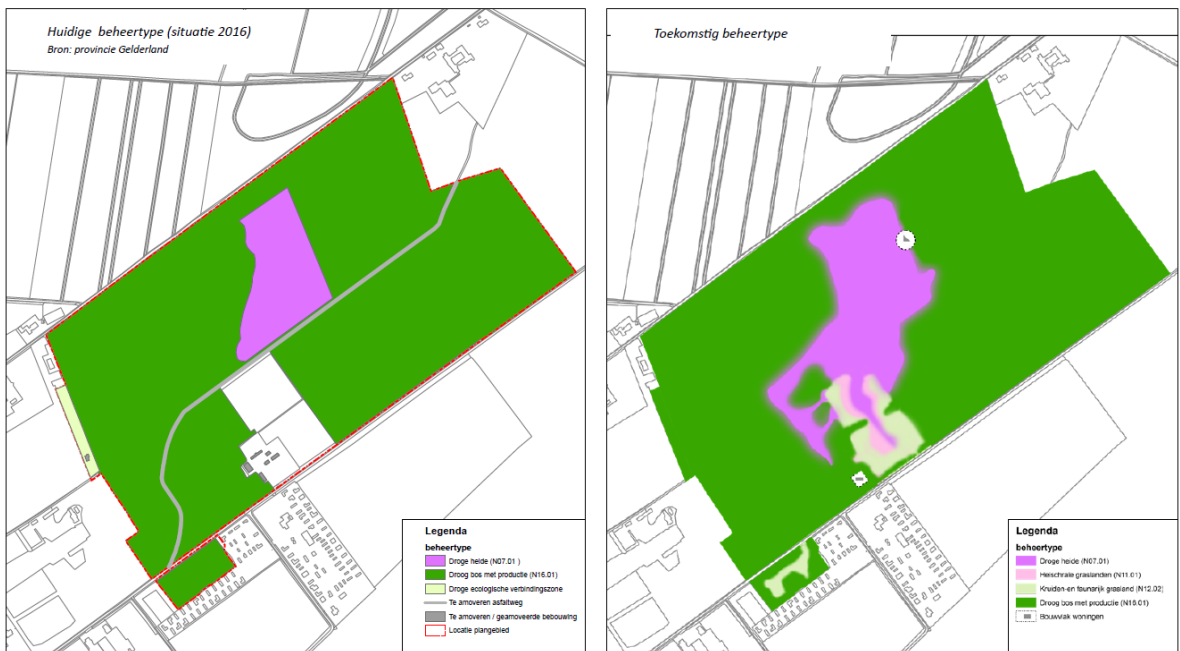 Huidige beheertype (situatie 2016)
Bron: provincie Gelderland
Legenda
beheertype
Droge heide (N07.01 )
Droog bos met productie (N16.01)
Droge ecologische verbindingszone
Te amoveren asfaltweg
Te amoveren / geamoveerde bebouwing
Locatie plangebied
Toekomstig beheertype
Legenda
beheertype
Droge heide (N07.01)
Heischrale graslanden (N11.01)
Kruiden-en faunarijk grasland (N12.02)
Droog bos met productie (N16.01)
Bouwvlak woningen